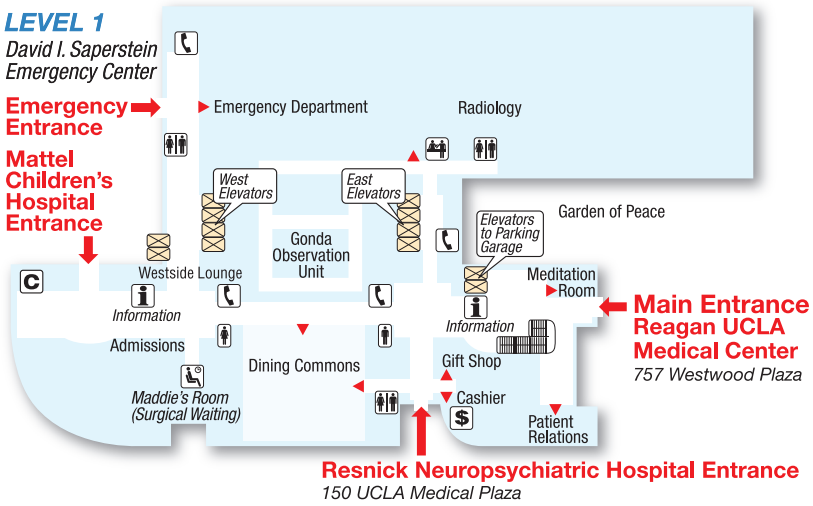 LEVEL 1
David I. Saperstein
Emergency Center
Emergency
Entrance
Emergency Department
Radiology
Mattel
Children's
Hospital
Entrance
West
Elevators
East
Elevators
Elevators
to Parking
Garage
Garden of Peace
Gonda
Observation
Unit
Westside Lounge
C
i
Information
Meditation
Room
Main Entrance
Reagan UCLA
Medical Center
757 Westwood Plaza
i
Information
Admissions
Dining Commons
Gift Shop
Maddie's Room
(Surgical Waiting)
Cashier
$
Patient
Relations
Resnick Neuropsychiatric Hospital Entrance
150 UCLA Medical Plaza